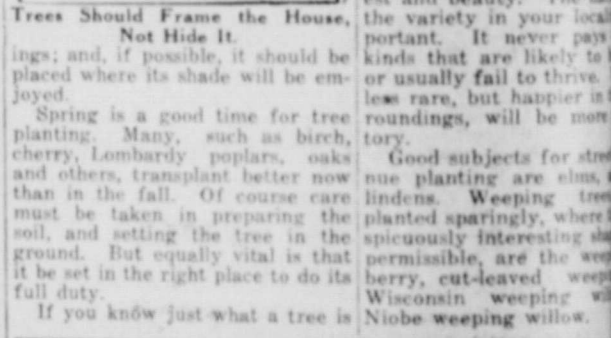 Trees Should Frame the House,
Not Hide It.
ings; and, if possible, it should be
placed where its shade will be em-
joyed.
Spring is a good time for tree
planting. Many, such as birch,
cherry, Lombardy poplars, oaks
and others, transplant better now
than in the fall. Of course care
must be taken in preparing the
soil, and setting the tree in the
ground. But equally vital is that
it be set in the right place to do its
full duty.
If you know just what a tree is
the variety in your local
portant. It never pays
kinds that are likely to
or usually fail to thrive.
less rare, but happier in
roundings, will be more
tory.
Good subjects for
nue planting are elms,
lindens. Weeping trees
planted sparingly, where
spicuously interesting
permissible, are the
berry, cut-leaved
Wisconsin weeping
Niobe weeping willow.